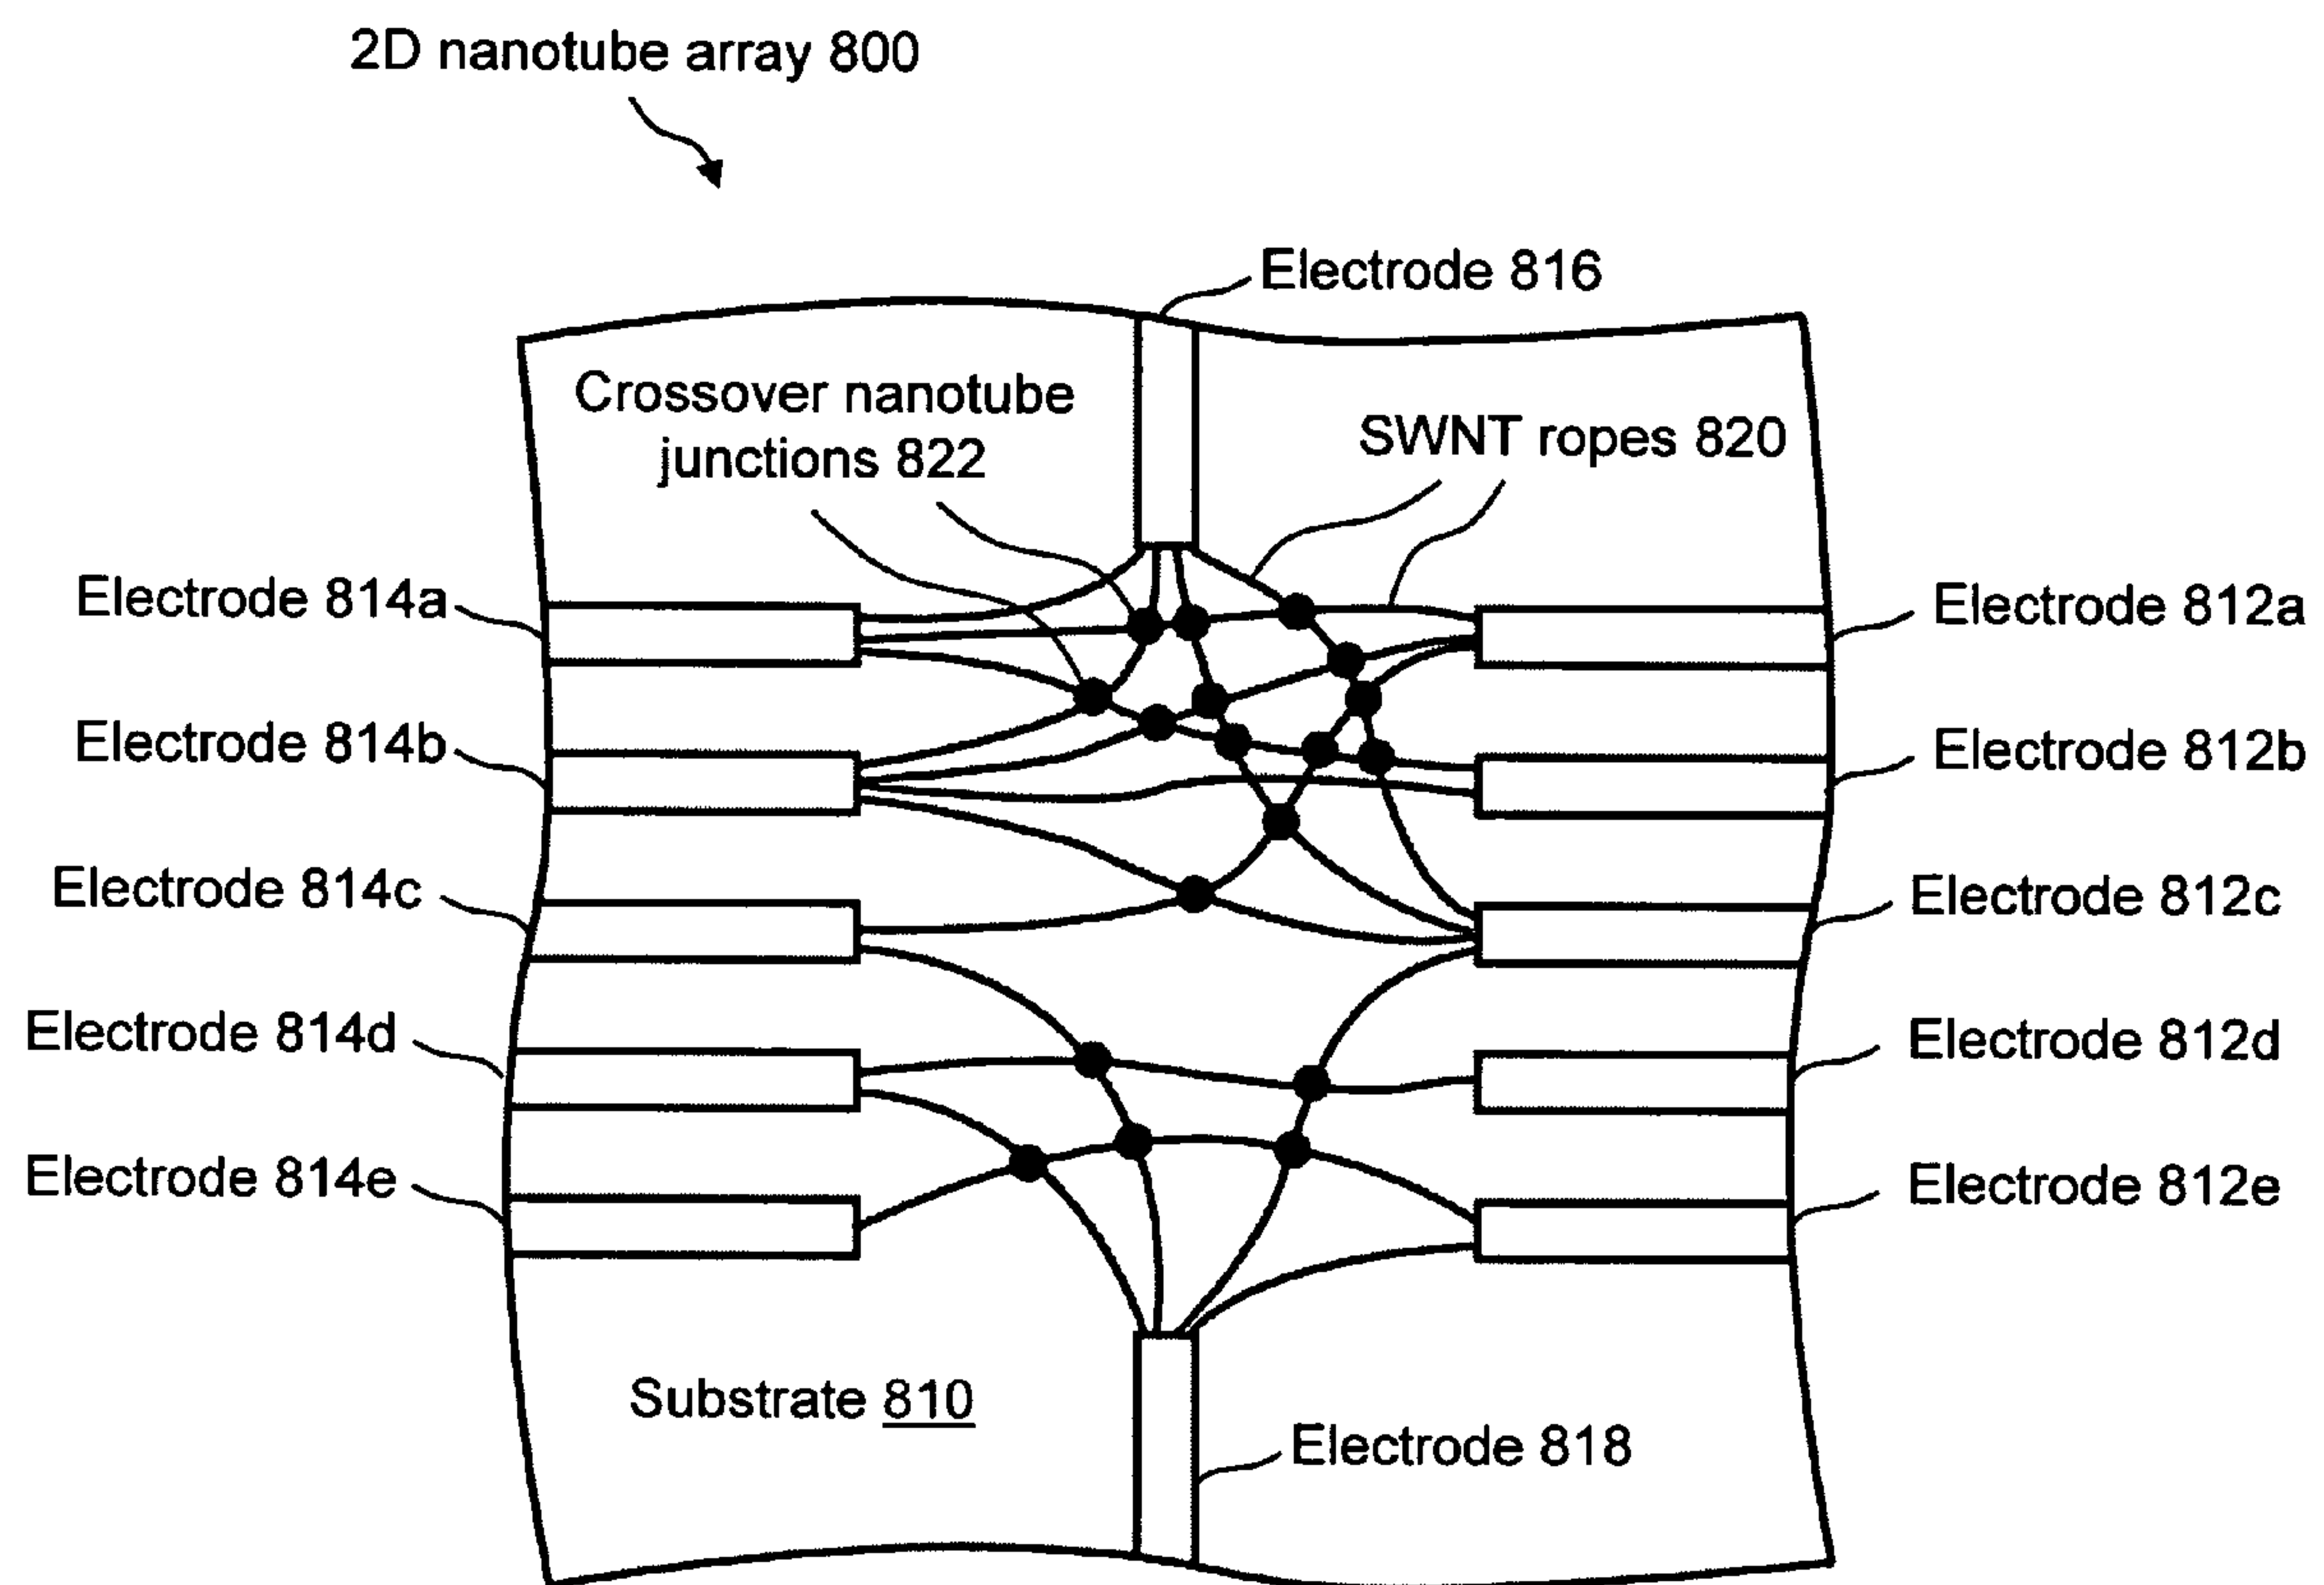 2D nanotube array 800
Electrode 816
Crossover nanotube
junctions 822
SWNT ropes 820
Electrode 814a
Electrode 812a
Electrode 814b
Electrode 812b
Electrode 814c
Electrode 812c
Electrode 814d
Electrode 812d
Electrode 814e
Electrode 812e
Substrate 810
Electrode 818